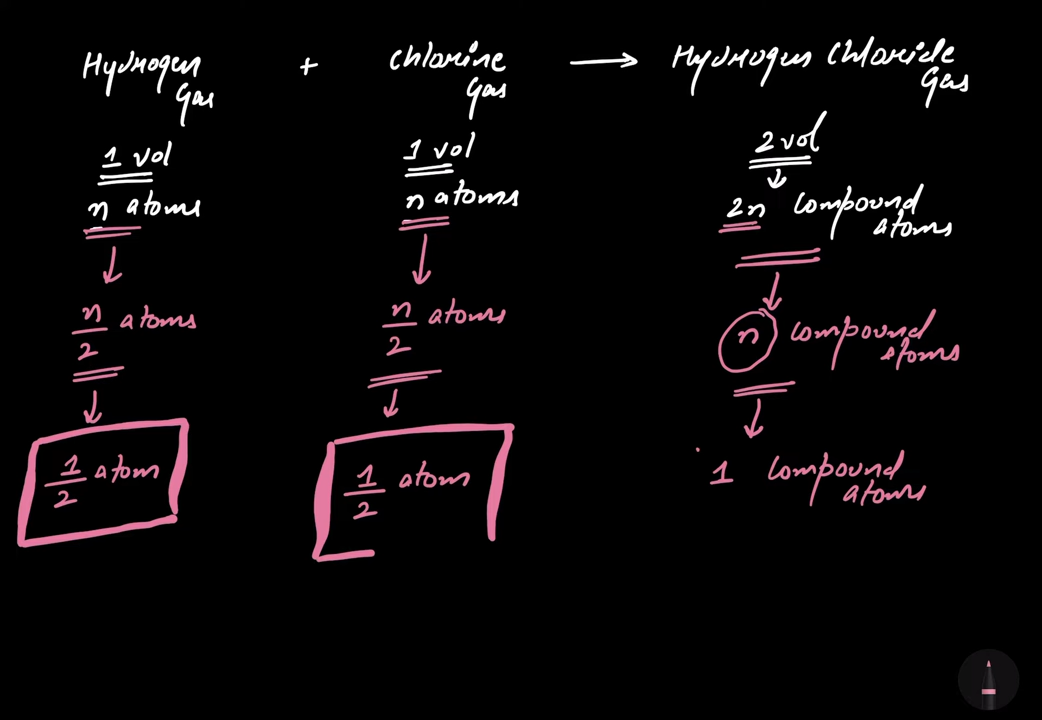 Hydrogen Gas + Chlorine Gas → Hydrogen Chloride Gas
1 vol 1 vol 2 vol
n atoms n atoms 2n compound atoms
n/2 atoms n/2 atoms n compound atoms
1/2 atom 1/2 atom 1 compound atoms